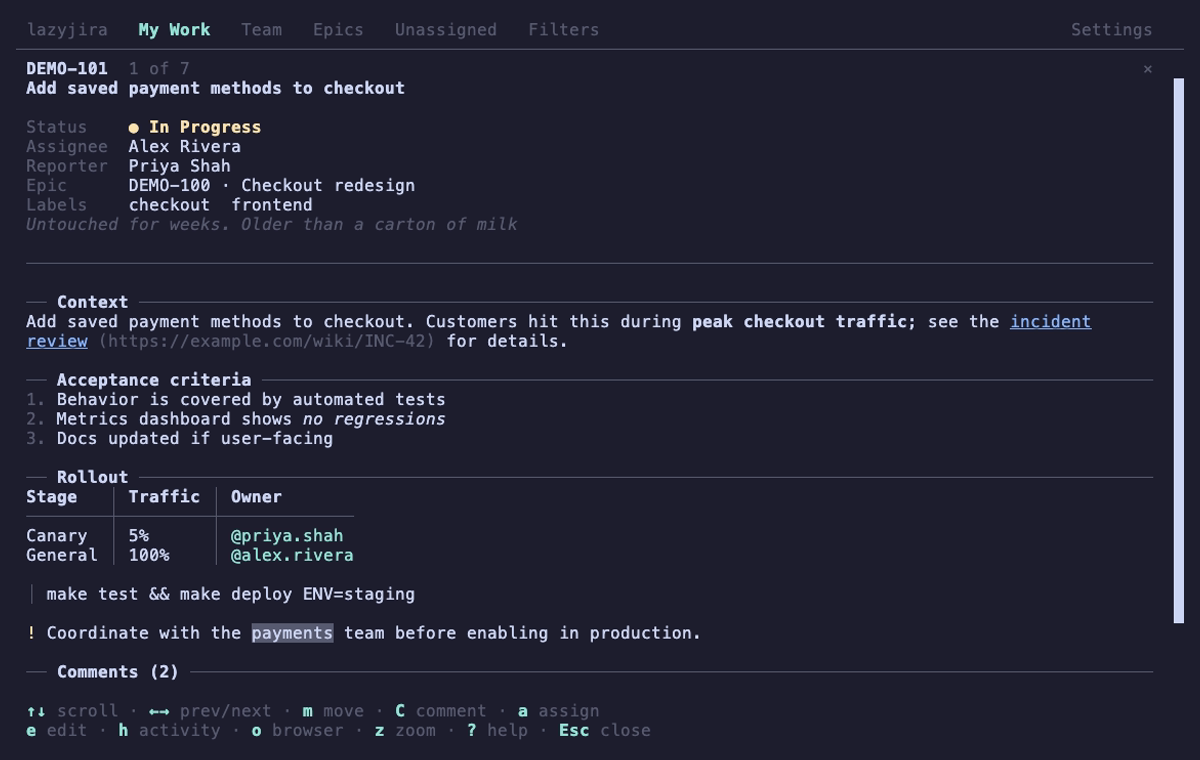 lazyjira My Work Team Epics Unassigned Filters Settings
DEMO-101 1 of 7 ×
Add saved payment methods to checkout
Status ● In Progress
Assignee Alex Rivera
Reporter Priya Shah
Epic DEMO-100 · Checkout redesign
Labels checkout frontend
Untouched for weeks. Older than a carton of milk
Context
Add saved payment methods to checkout. Customers hit this during peak checkout traffic; see the incident
review (https://example.com/wiki/INC-42) for details.
Acceptance criteria
1. Behavior is covered by automated tests
2. Metrics dashboard shows no regressions
3. Docs updated if user-facing
Rollout
Stage Traffic Owner
Canary 5% @priya.shah
General 100% @alex.rivera
make test && make deploy ENV=staging
! Coordinate with the payments team before enabling in production.
Comments (2)
↑↓ scroll · ←→ prev/next · m move · C comment · a assign
e edit · h activity · o browser · z zoom · ? help · Esc close